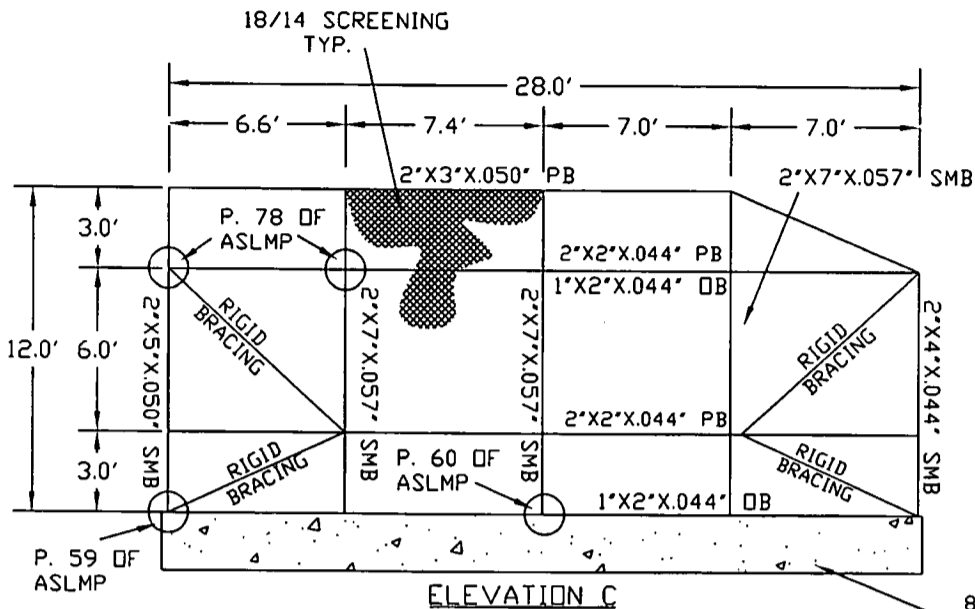 18/14 SCREENING
TYP.
28.0'
6.6'
7.4'
7.0'
7.0'
2"X3"X.050" PB
2"X7"X.057" SMB
3.0'
P. 78 OF
ASLMP
2"X2"X.044" PB
1"X2"X.044" OB
RIGID
BRACING
RIGID
BRACING
12.0'
6.0'
2"X5"X.050" SMB
2"X7"X.057" SMB
2"X7"X.057" SMB
2"X4"X.044" SMB
2"X2"X.044" PB
3.0'
RIGID
BRACING
P. 60 OF
ASLMP
RIGID
BRACING
1"X2"X.044" OB
P. 59 OF
ASLMP
ELEVATION C
8